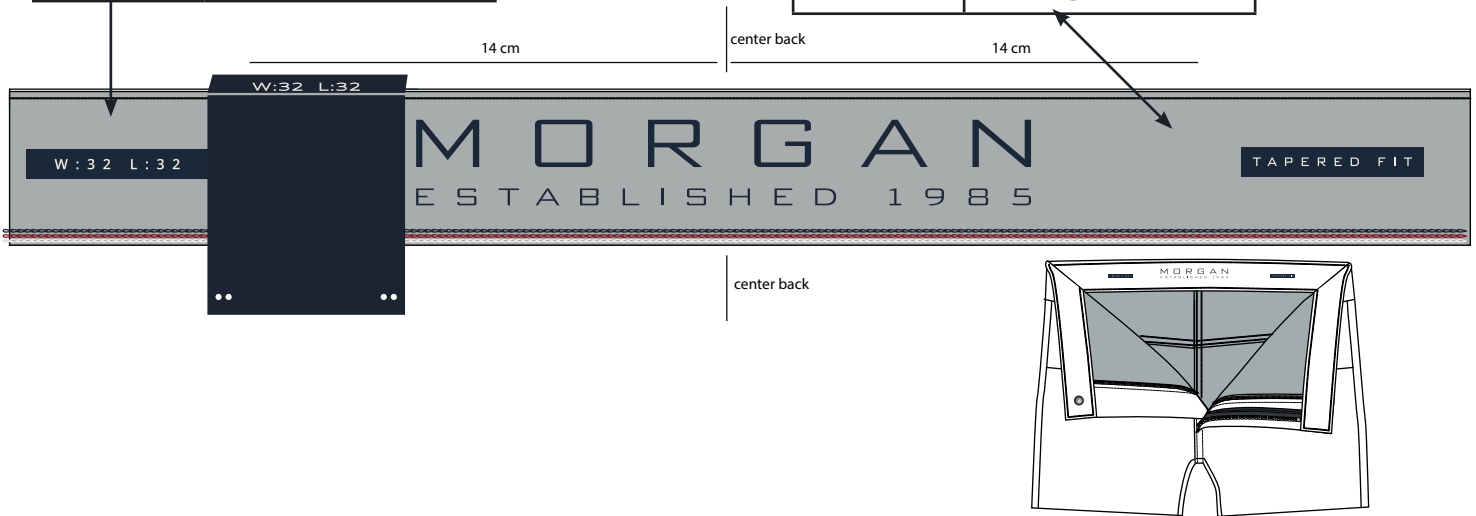 center back
14 cm
14 cm
W:32 L:32
MORGAN
W:32 L:32
TAPERED FIT
ESTABLISHED 1985
center back
MORGAN